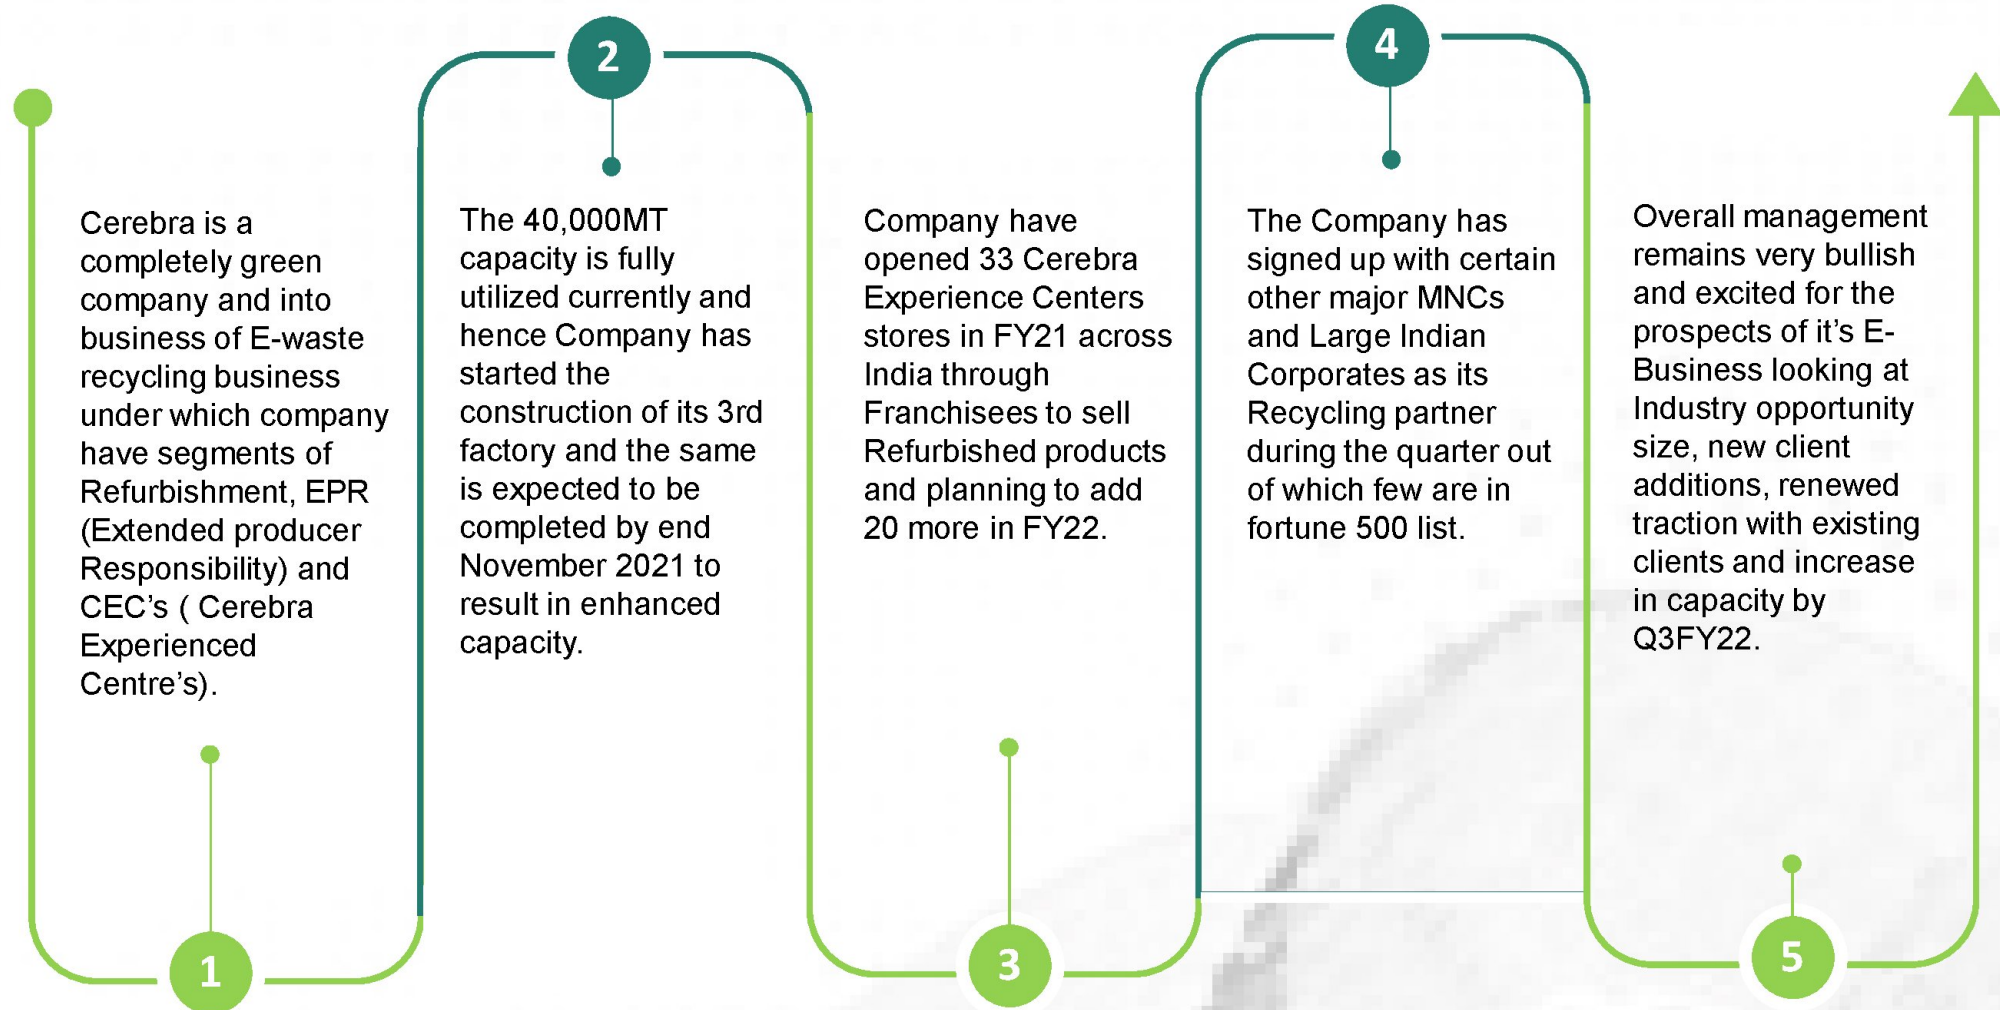 1
Cerebra is a
completely green
company and into
business of E-waste
recycling business
under which company
have segments of
Refurbishment, EPR
(Extended producer
Responsibility) and
CEC's ( Cerebra
Experienced
Centre's).
2
The 40,000MT
capacity is fully
utilized currently and
hence Company has
started the
construction of its 3rd
factory and the same
is expected to be
completed by end
November 2021 to
result in enhanced
capacity.
3
Company have
opened 33 Cerebra
Experience Centers
stores in FY21 across
India through
Franchisees to sell
Refurbished products
and planning to add
20 more in FY22.
4
The Company has
signed up with certain
other major MNCs
and Large Indian
Corporates as its
Recycling partner
during the quarter out
of which few are in
fortune 500 list.
5
Overall management
remains very bullish
and excited for the
prospects of it's E-
Business looking at
Industry opportunity
size, new client
additions, renewed
traction with existing
clients and increase
in capacity by
Q3FY22.